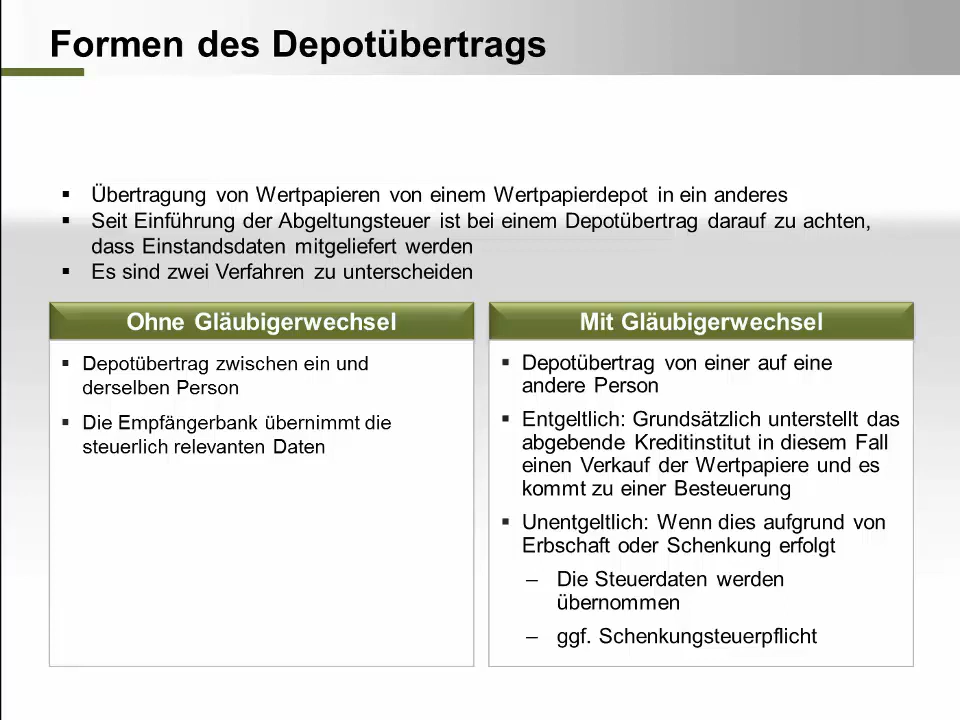 Formen des Depotübertrags
▪ Übertragung von Wertpapieren von einem Wertpapierdepot in ein anderes
▪ Seit Einführung der Abgeltungsteuer ist bei einem Depotübertrag darauf zu achten,
dass Einstandsdaten mitgeliefert werden
▪ Es sind zwei Verfahren zu unterscheiden
Ohne Gläubigerwechsel
▪ Depotübertrag zwischen ein und
derselben Person
▪ Die Empfängerbank übernimmt die
steuerlich relevanten Daten
Mit Gläubigerwechsel
▪ Depotübertrag von einer auf eine
andere Person
▪ Entgeltlich: Grundsätzlich unterstellt das
abgebende Kreditinstitut in diesem Fall
einen Verkauf der Wertpapiere und es
kommt zu einer Besteuerung
▪ Unentgeltlich: Wenn dies aufgrund von
Erbschaft oder Schenkung erfolgt
– Die Steuerdaten werden
übernommen
– ggf. Schenkungsteuerpflicht